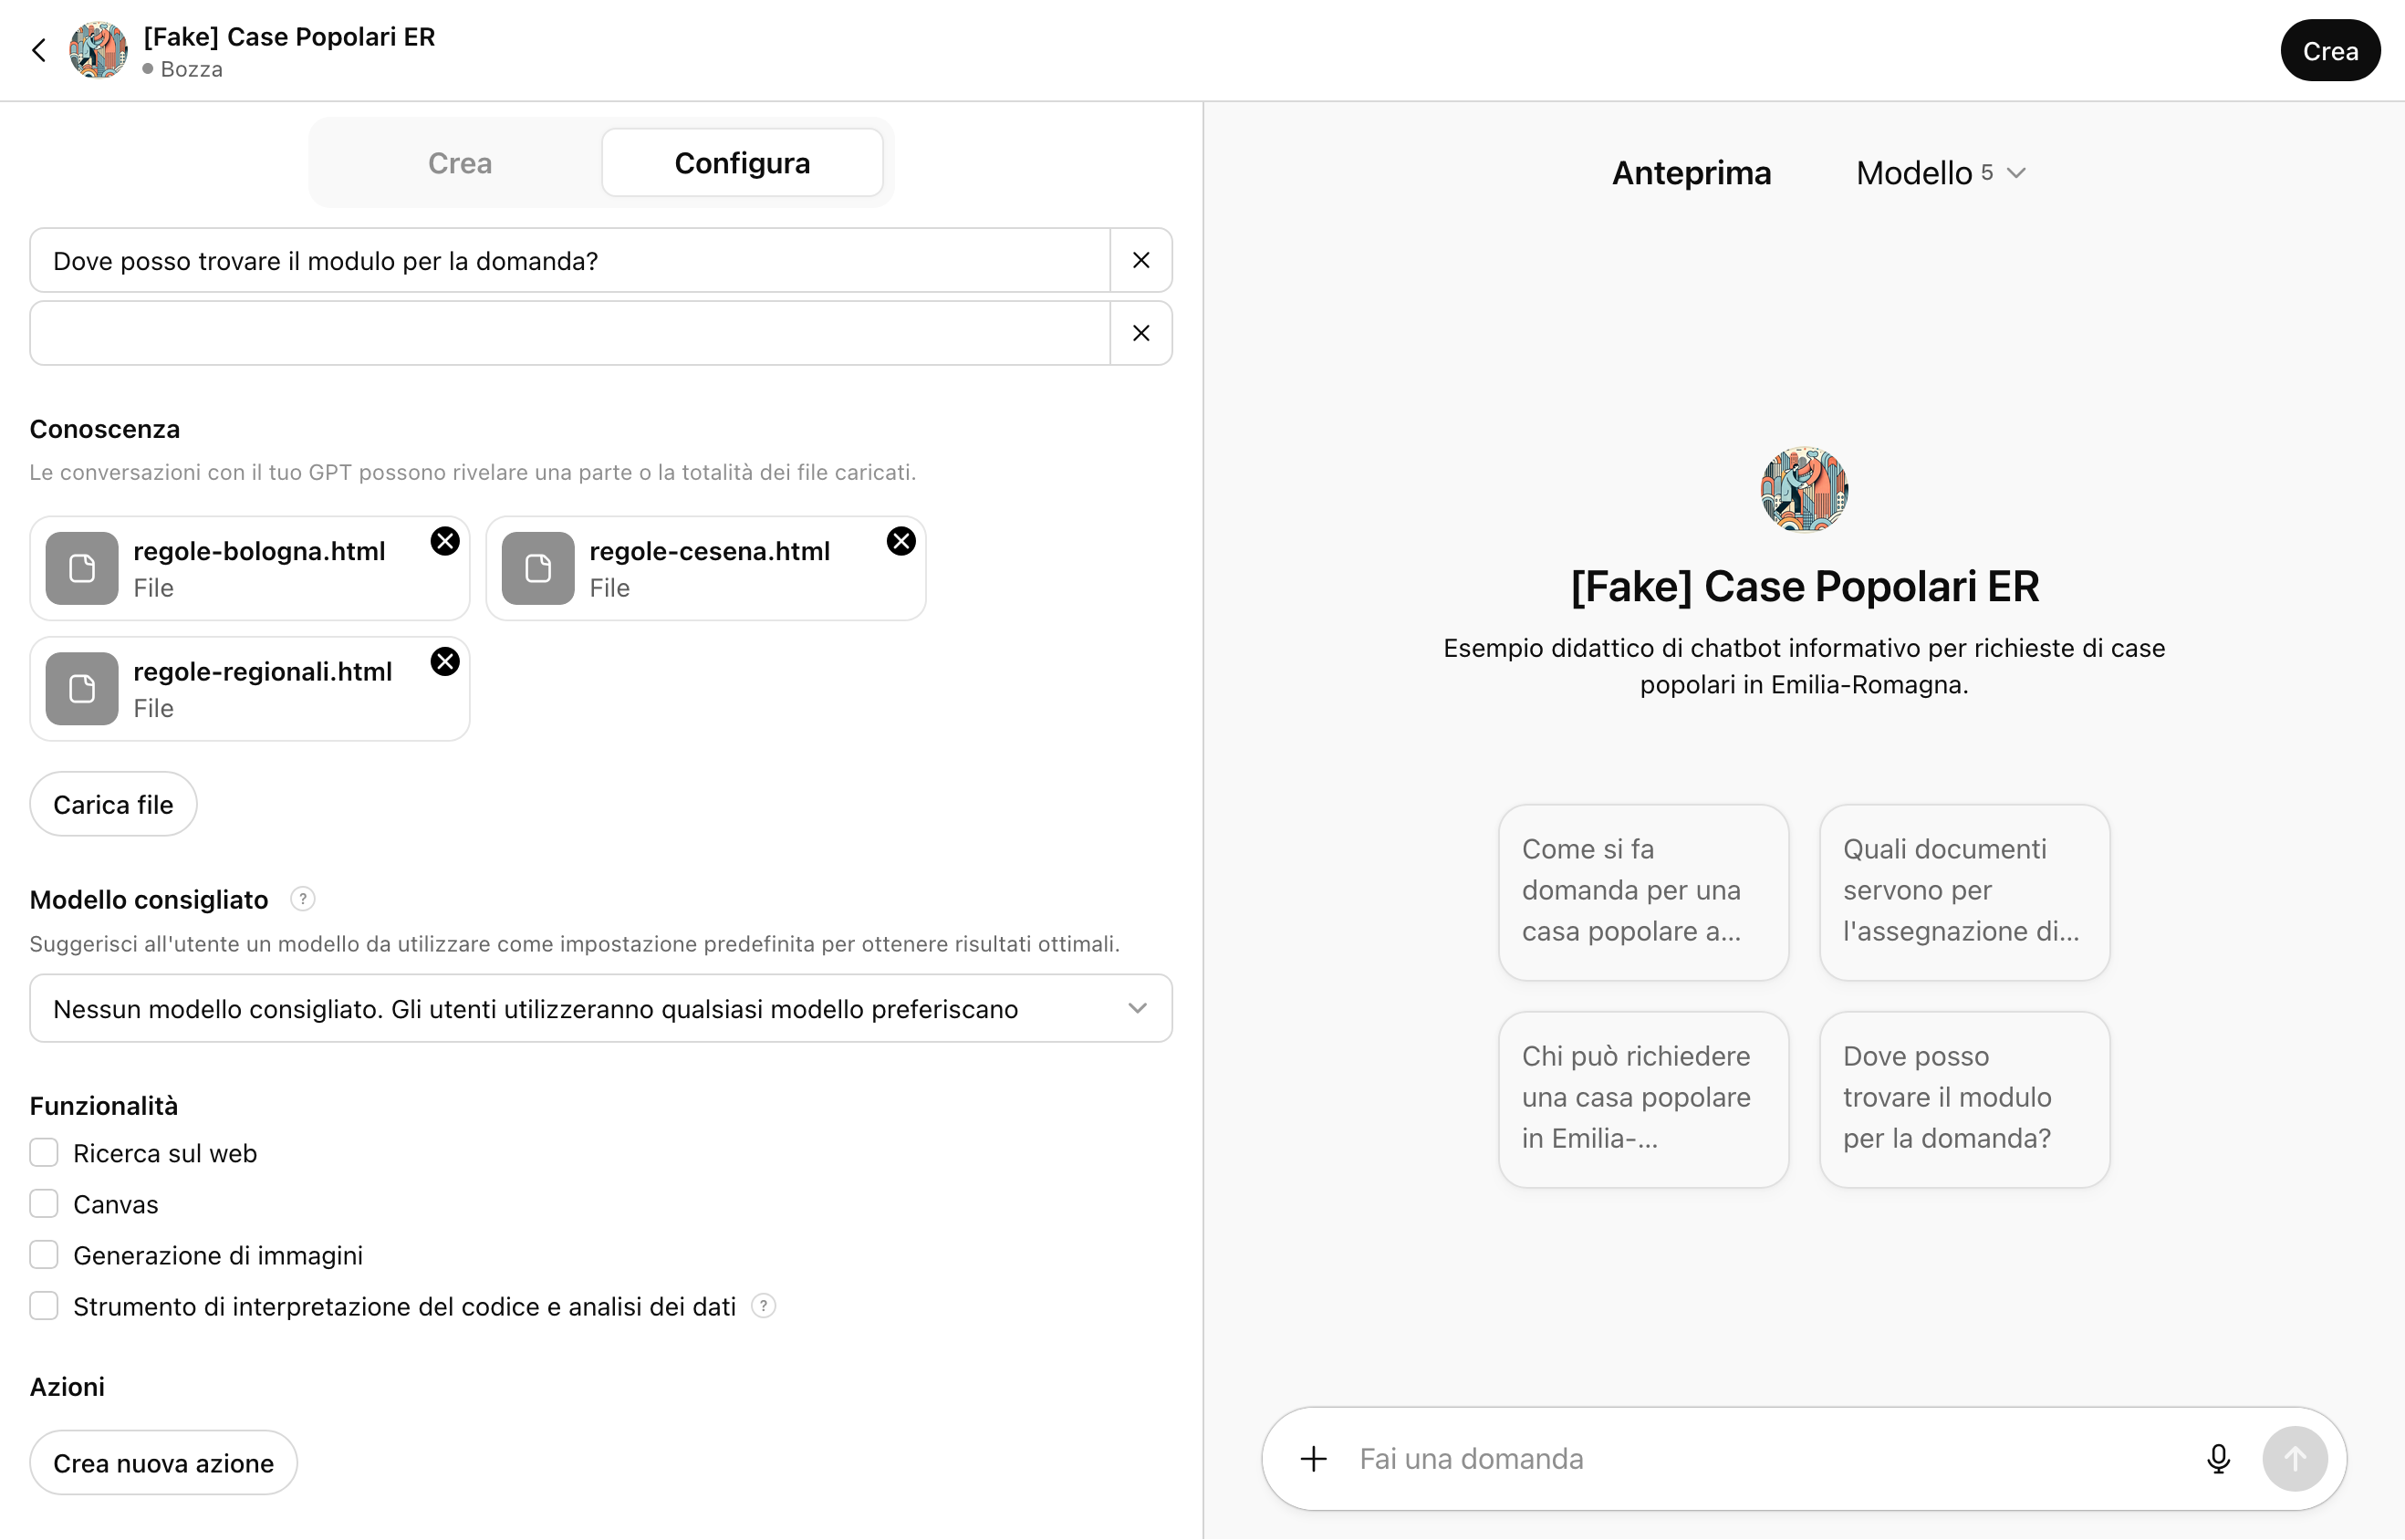 [Fake] Case Popolari ER
Bozza
Crea
Crea
Configura
Dove posso trovare il modulo per la domanda?
Conoscenza
Le conversazioni con il tuo GPT possono rivelare una parte o la totalità dei file caricati.
regole-bologna.html
File
regole-cesena.html
File
regole-regionali.html
File
Carica file
Modello consigliato ?
Suggerisci all'utente un modello da utilizzare come impostazione predefinita per ottenere risultati ottimali.
Nessun modello consigliato. Gli utenti utilizzeranno qualsiasi modello preferiscano
Funzionalità
Ricerca sul web
Canvas
Generazione di immagini
Strumento di interpretazione del codice e analisi dei dati ?
Azioni
Crea nuova azione
Anteprima
Modello 5
[Fake] Case Popolari ER
Esempio didattico di chatbot informativo per richieste di case
popolari in Emilia-Romagna.
Come si fa
domanda per una
casa popolare a...
Quali documenti
servono per
l'assegnazione di...
Chi può richiedere
una casa popolare
in Emilia-...
Dove posso
trovare il modulo
per la domanda?
Fai una domanda